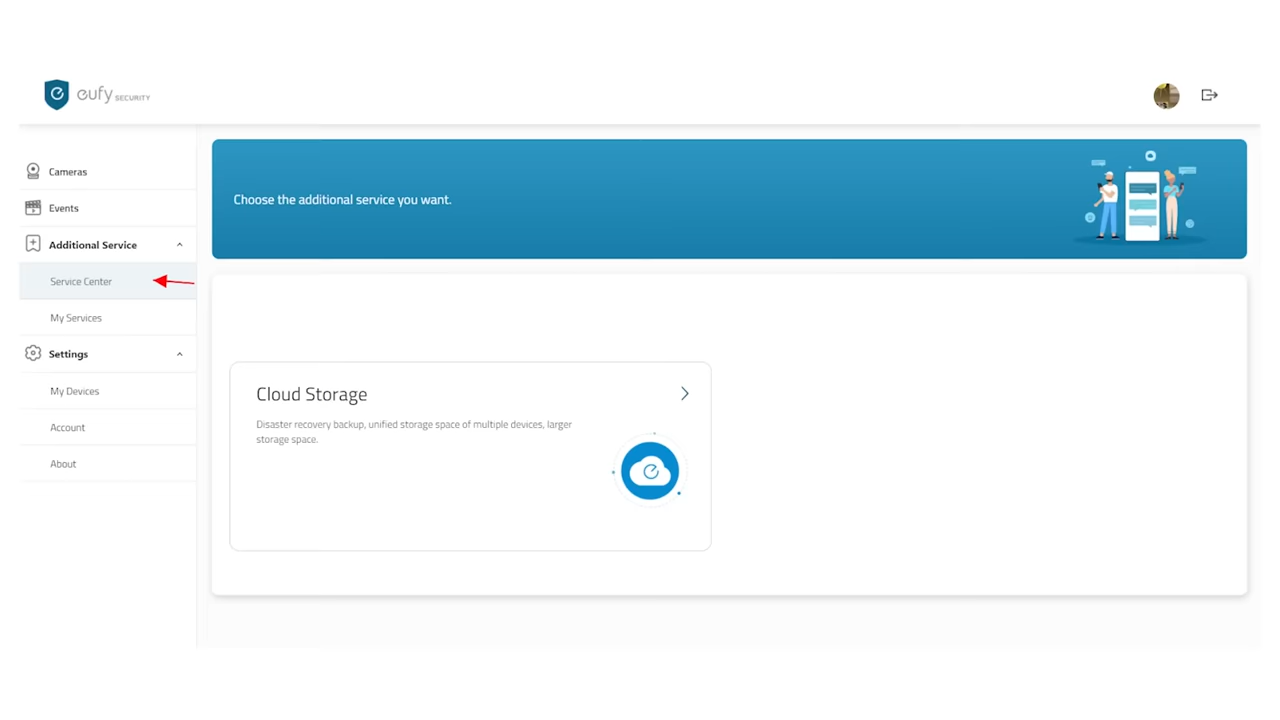 eufy SECURITY
Cameras
Events
Additional Service
Service Center
My Services
Settings
My Devices
Account
About
Choose the additional service you want.
Cloud Storage
Disaster recovery backup, unified storage space of multiple devices, larger
storage space.